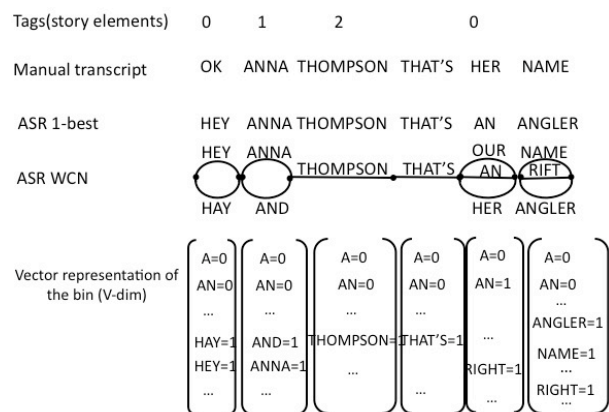 Tags(story elements) 0 1 2 0
Manual transcript OK ANNA THOMPSON THAT'S HER NAME
ASR 1-best HEY ANNA THOMPSON THAT'S AN ANGLER
HEY ANNA OUR NAME
ASR WCN THOMPSON THAT'S AN RIFT
HAY AND HER ANGLER
A=0 A=0 A=0 A=0 A=0 A=0
Vector representation of the bin (V-dim) AN=0 AN=0 AN=0 AN=0 AN=1 AN=0
... ... ... ... ...
ANGLER=1
HAY=1 AND=1 THOMPSON=1 THAT'S=1 ...
NAME=1
HEY=1 ANNA=1 ... RIGHT=1 ...
RIGHT=1
... ... ... ... ...